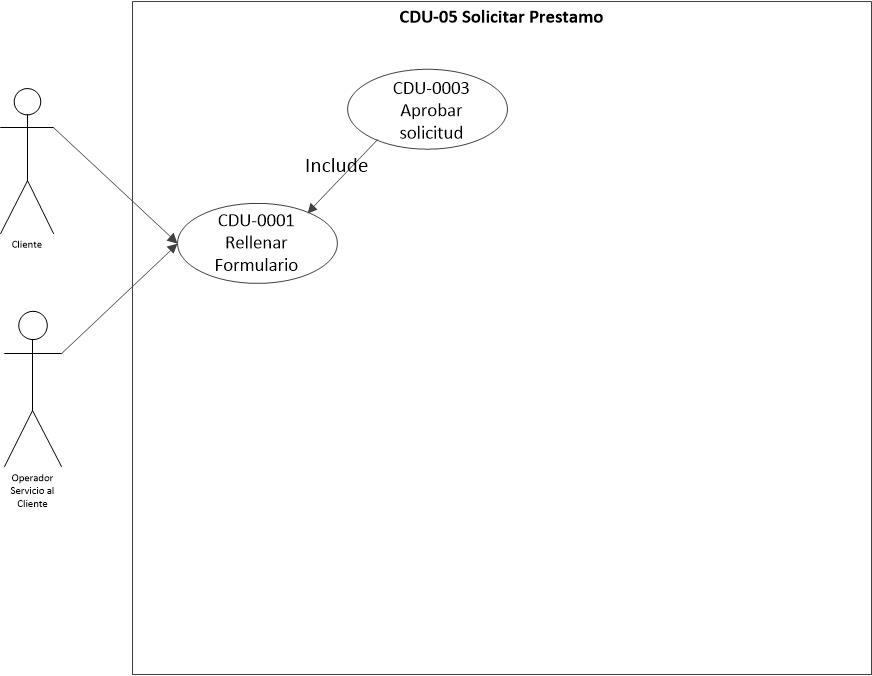 CDU-05 Solicitar Prestamo
CDU-0003
Aprobar
solicitud
Include
CDU-0001
Rellenar
Formulario
Cliente
Operador
Servicio al
Cliente